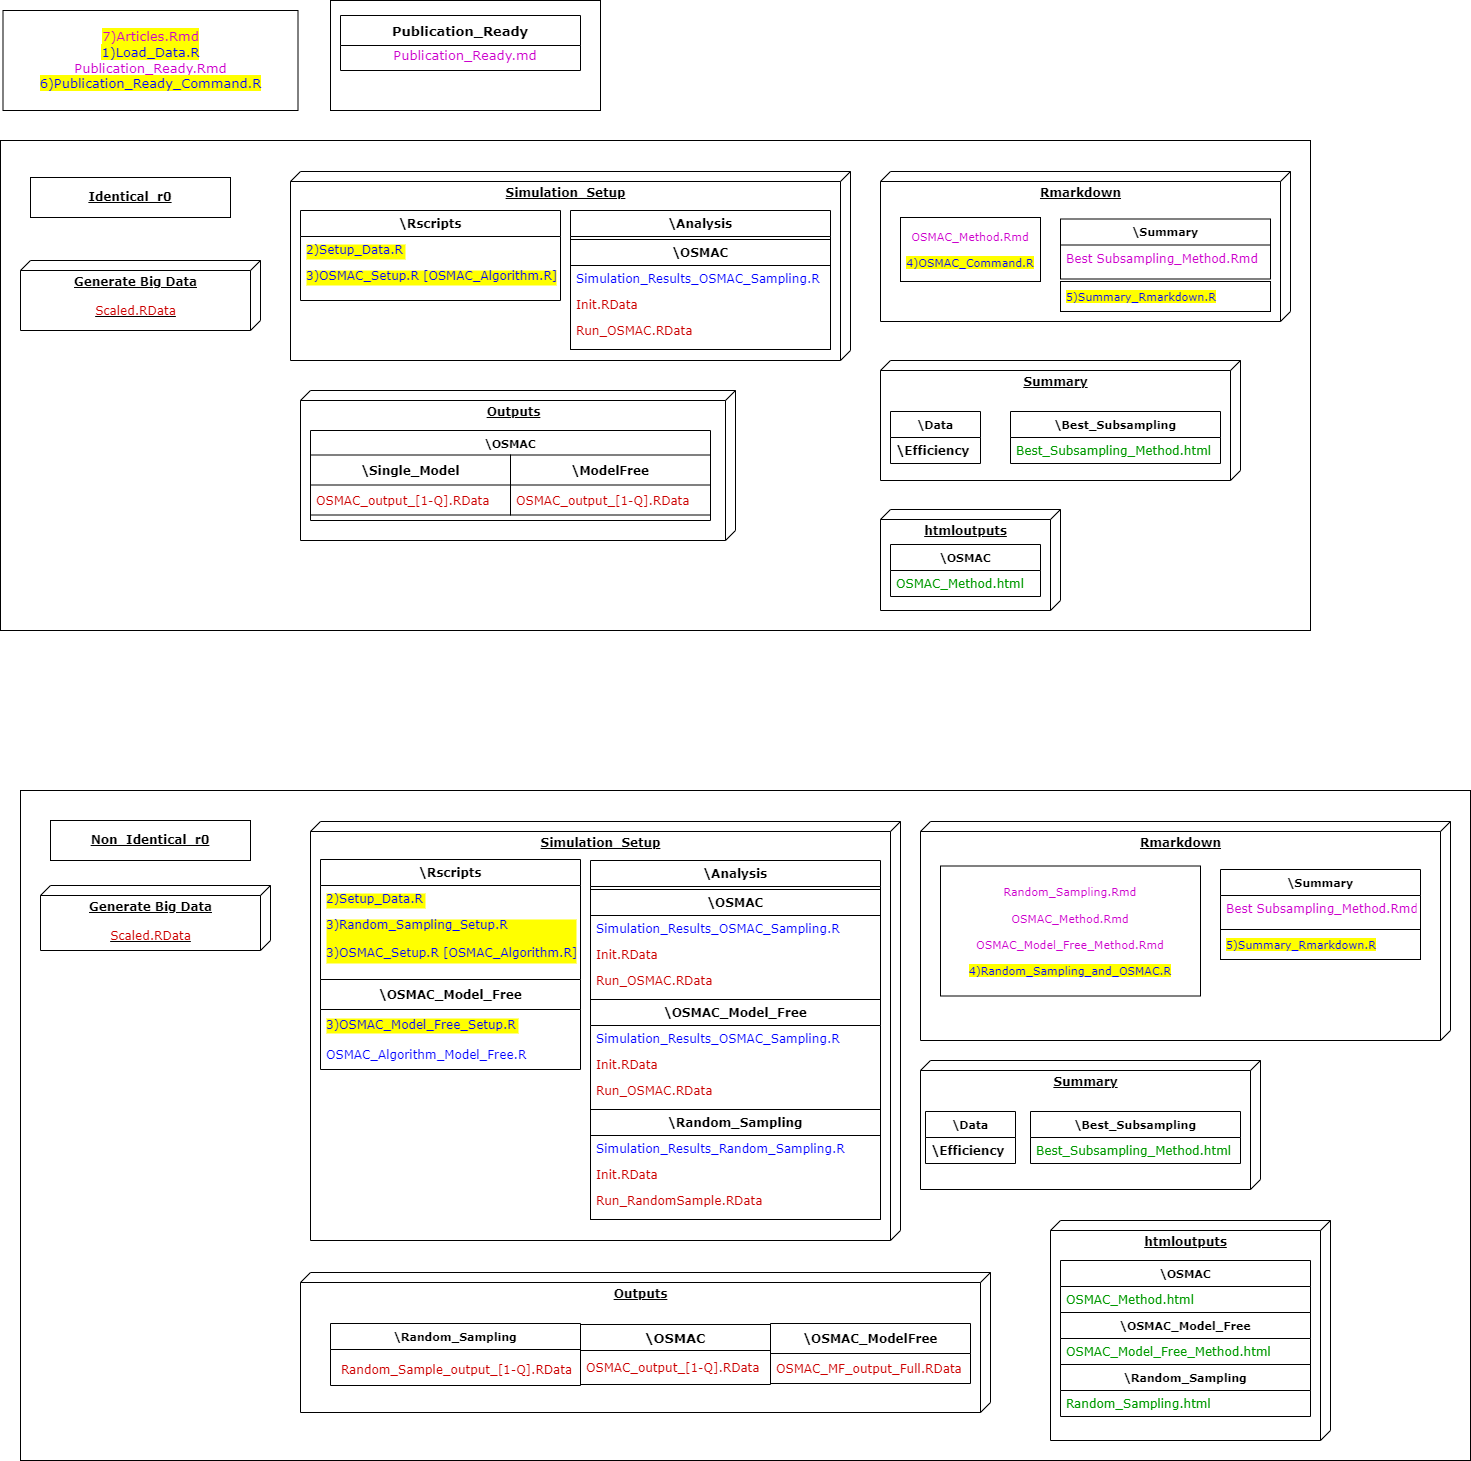 7)Articles.Rmd
1)Load_Data.R
Publication_Ready.Rmd
6)Publication_Ready_Command.R
Publication_Ready
Publication_Ready.md
Identical_r0
Generate Big Data
Scaled.RData
Simulation_Setup
\Rscripts
2)Setup_Data.R
3)OSMAC_Setup.R [OSMAC_Algorithm.R]
\Analysis
\OSMAC
Simulation_Results_OSMAC_Sampling.R
Init.RData
Run_OSMAC.RData
Rmarkdown
OSMAC_Method.Rmd
4)OSMAC_Command.R
\Summary
Best Subsampling_Method.Rmd
5)Summary_Rmarkdown.R
Outputs
\OSMAC
\Single_Model
\ModelFree
OSMAC_output_[1-Q].RData
OSMAC_output_[1-Q].RData
Summary
\Data
\Efficiency
\Best_Subsampling
Best_Subsampling_Method.html
htmloutputs
\OSMAC
OSMAC_Method.html
Non_Identical_r0
Generate Big Data
Scaled.RData
Simulation_Setup
\Rscripts
2)Setup_Data.R
3)Random_Sampling_Setup.R
3)OSMAC_Setup.R [OSMAC_Algorithm.R]
\OSMAC_Model_Free
3)OSMAC_Model_Free_Setup.R
OSMAC_Algorithm_Model_Free.R
\Analysis
\OSMAC
Simulation_Results_OSMAC_Sampling.R
Init.RData
Run_OSMAC.RData
\OSMAC_Model_Free
Simulation_Results_OSMAC_Sampling.R
Init.RData
Run_OSMAC.RData
\Random_Sampling
Simulation_Results_Random_Sampling.R
Init.RData
Run_RandomSample.RData
Rmarkdown
Random_Sampling.Rmd
OSMAC_Method.Rmd
OSMAC_Model_Free_Method.Rmd
4)Random_Sampling_and_OSMAC.R
\Summary
Best Subsampling_Method.Rmd
5)Summary_Rmarkdown.R
Summary
\Data
\Efficiency
\Best_Subsampling
Best_Subsampling_Method.html
Outputs
\Random_Sampling
Random_Sample_output_[1-Q].RData
\OSMAC
OSMAC_output_[1-Q].RData
\OSMAC_ModelFree
OSMAC_MF_output_Full.RData
htmloutputs
\OSMAC
OSMAC_Method.html
\OSMAC_Model_Free
OSMAC_Model_Free_Method.html
\Random_Sampling
Random_Sampling.html